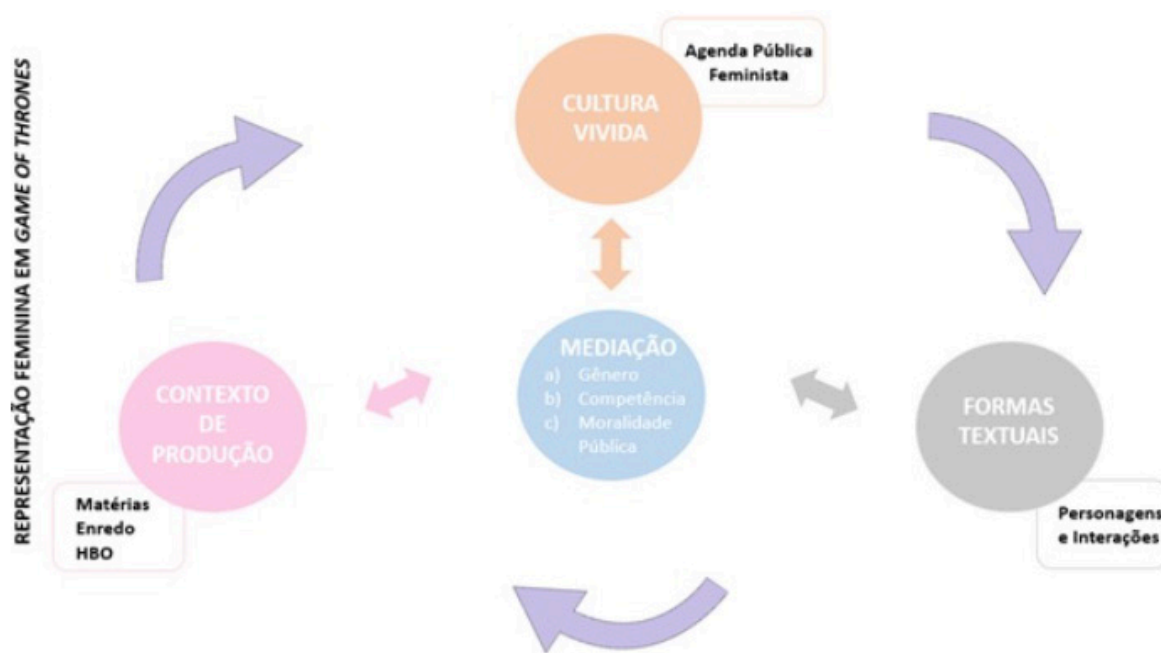 REPRESENTAÇÃO FEMININA EM GAME OF THRONES
Agenda Pública
Feminista
CULTURA
VIVIDA
MEDIAÇÃO
a) Gênero
b) Competência
c) Moralidade
Pública
CONTEXTO
DE
PRODUÇÃO
Matérias
Enredo
HBO
FORMAS
TEXTUAIS
Personagens
e Interações